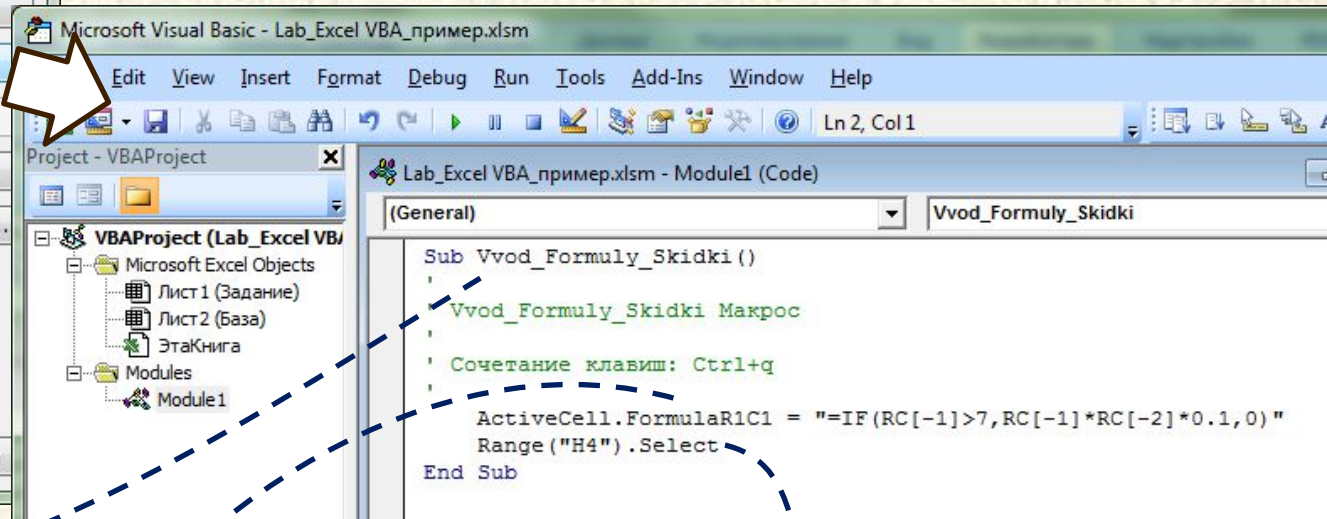 Microsoft Visual Basic - Lab_Excel VBA_пример.xlsm
Edit View Insert Format Debug Run Tools Add-Ins Window Help
Ln 2, Col 1
Project - VBAProject
Lab_Excel VBA_пример.xlsm - Module1 (Code)
(General)
Vvod_Formuly_Skidki
VBAProject (Lab_Excel VBA
Microsoft Excel Objects
Лист1 (Задание)
Лист2 (База)
ЭтаКнига
Modules
Module1
Sub Vvod_Formuly_Skidki()
'
' Vvod_Formuly_Skidki Макрос
'
' Сочетание клавиш: Ctrl+q
'
ActiveCell.FormulaR1C1 = "=IF(RC[-1]>7,RC[-1]*RC[-2]*0.1,0)"
Range("H4").Select
End Sub